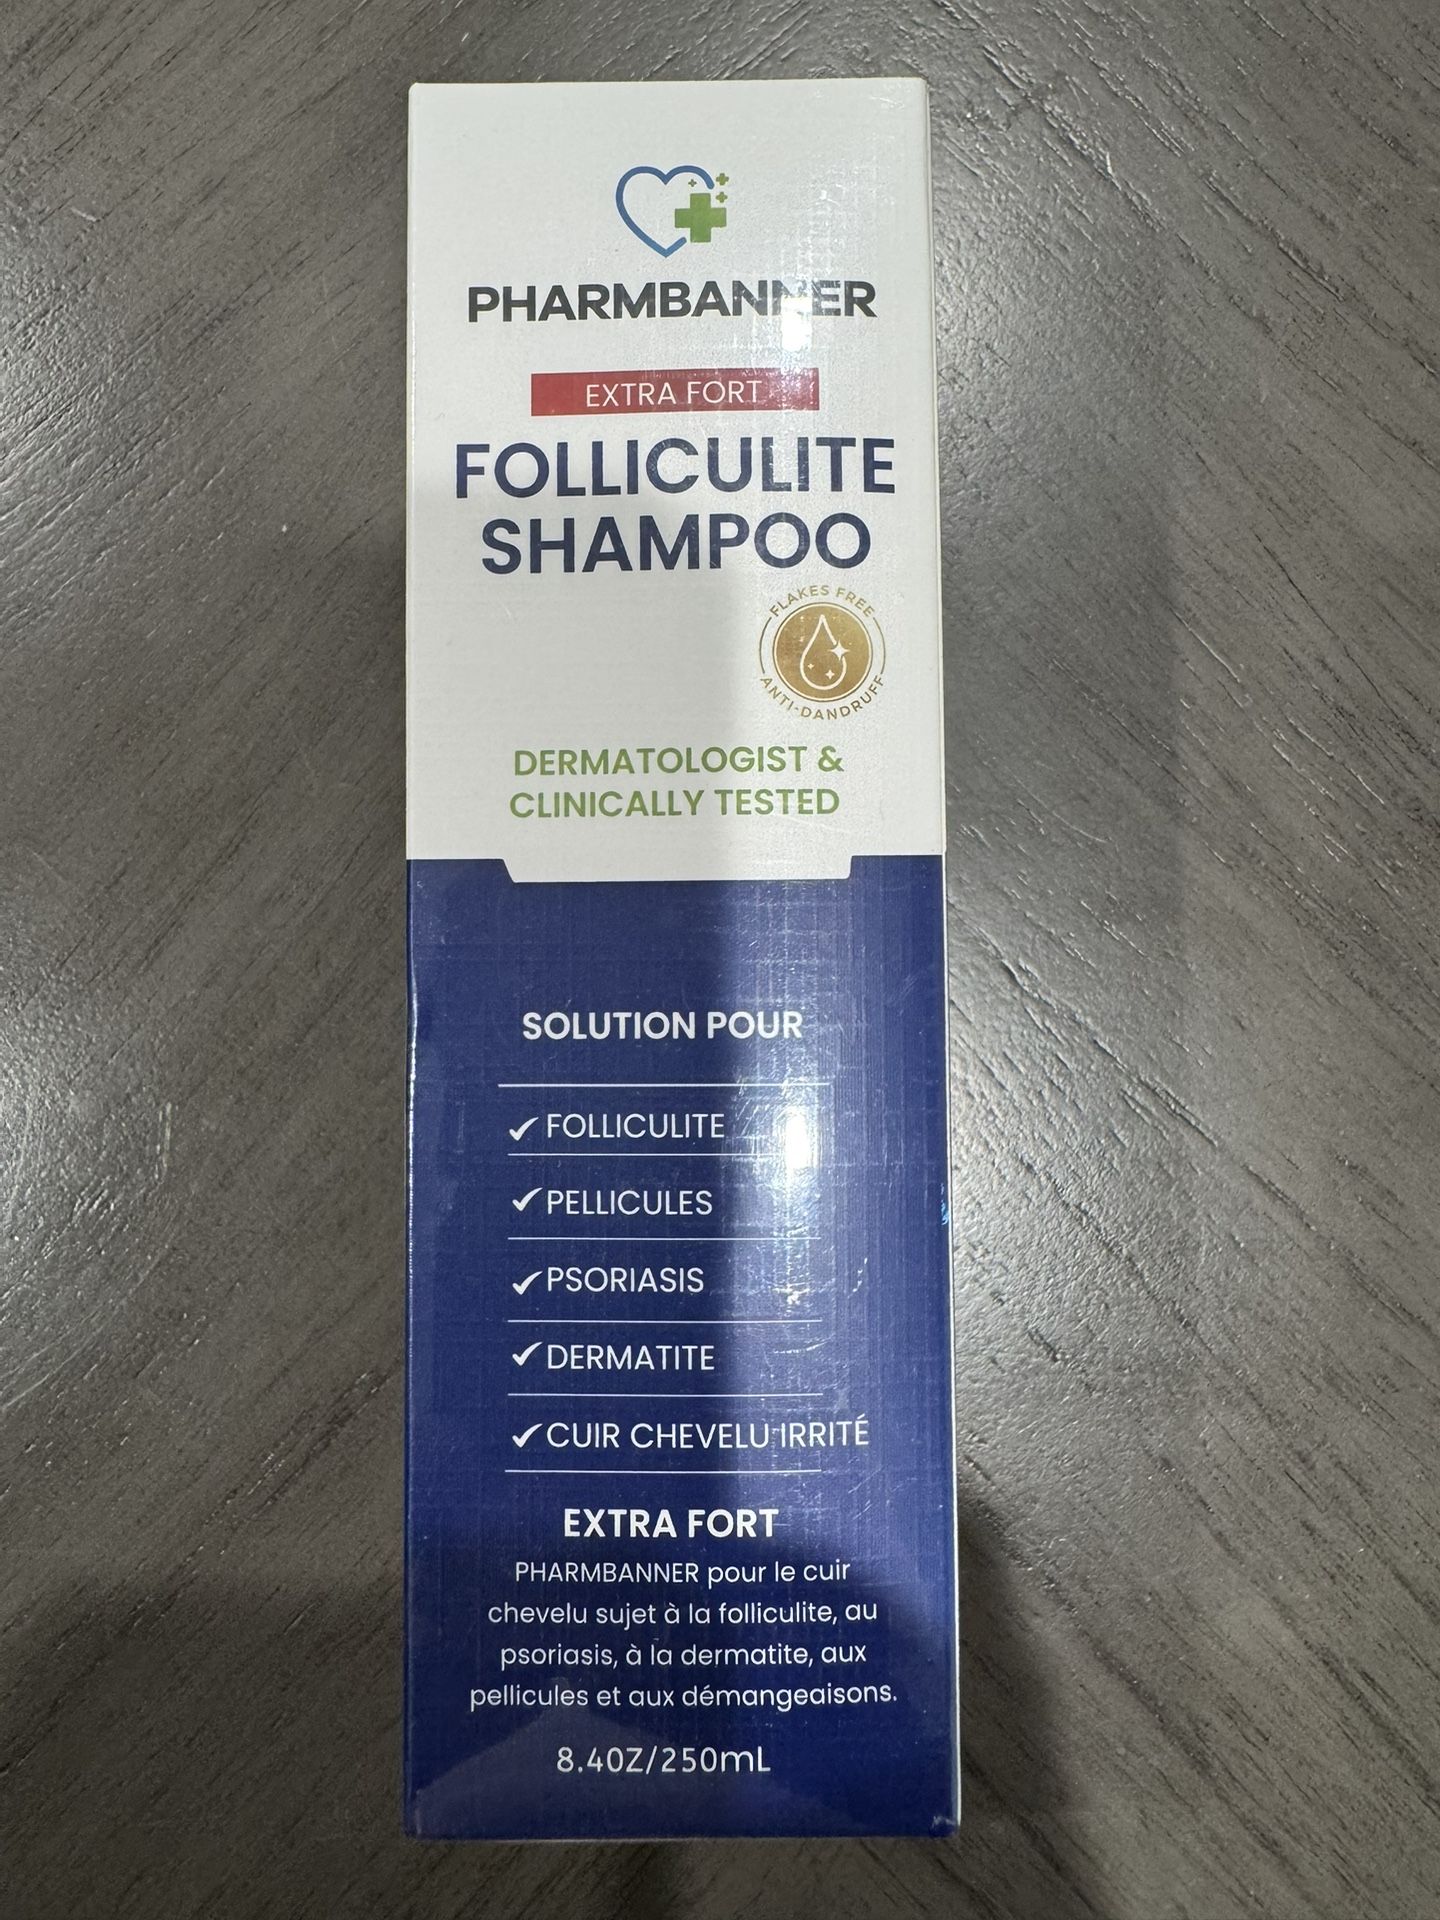 PHARMBANNER
EXTRA FORT
FOLLICULITE
SHAMPOO
FLAKES FREE
ANTI-DANDRUFF
DERMATOLOGIST &
CLINICALLY TESTED
SOLUTION POUR
✓ FOLLICULITE
✓ PELLICULES
✓ PSORIASIS
✓ DERMATITE
✓ CUIR CHEVELU IRRITÉ
EXTRA FORT
PHARMBANNER pour le cuir
chevelu sujet à la folliculite, au
psoriasis, à la dermatite, aux
pellicules et aux démangeaisons.
8.4OZ/250mL